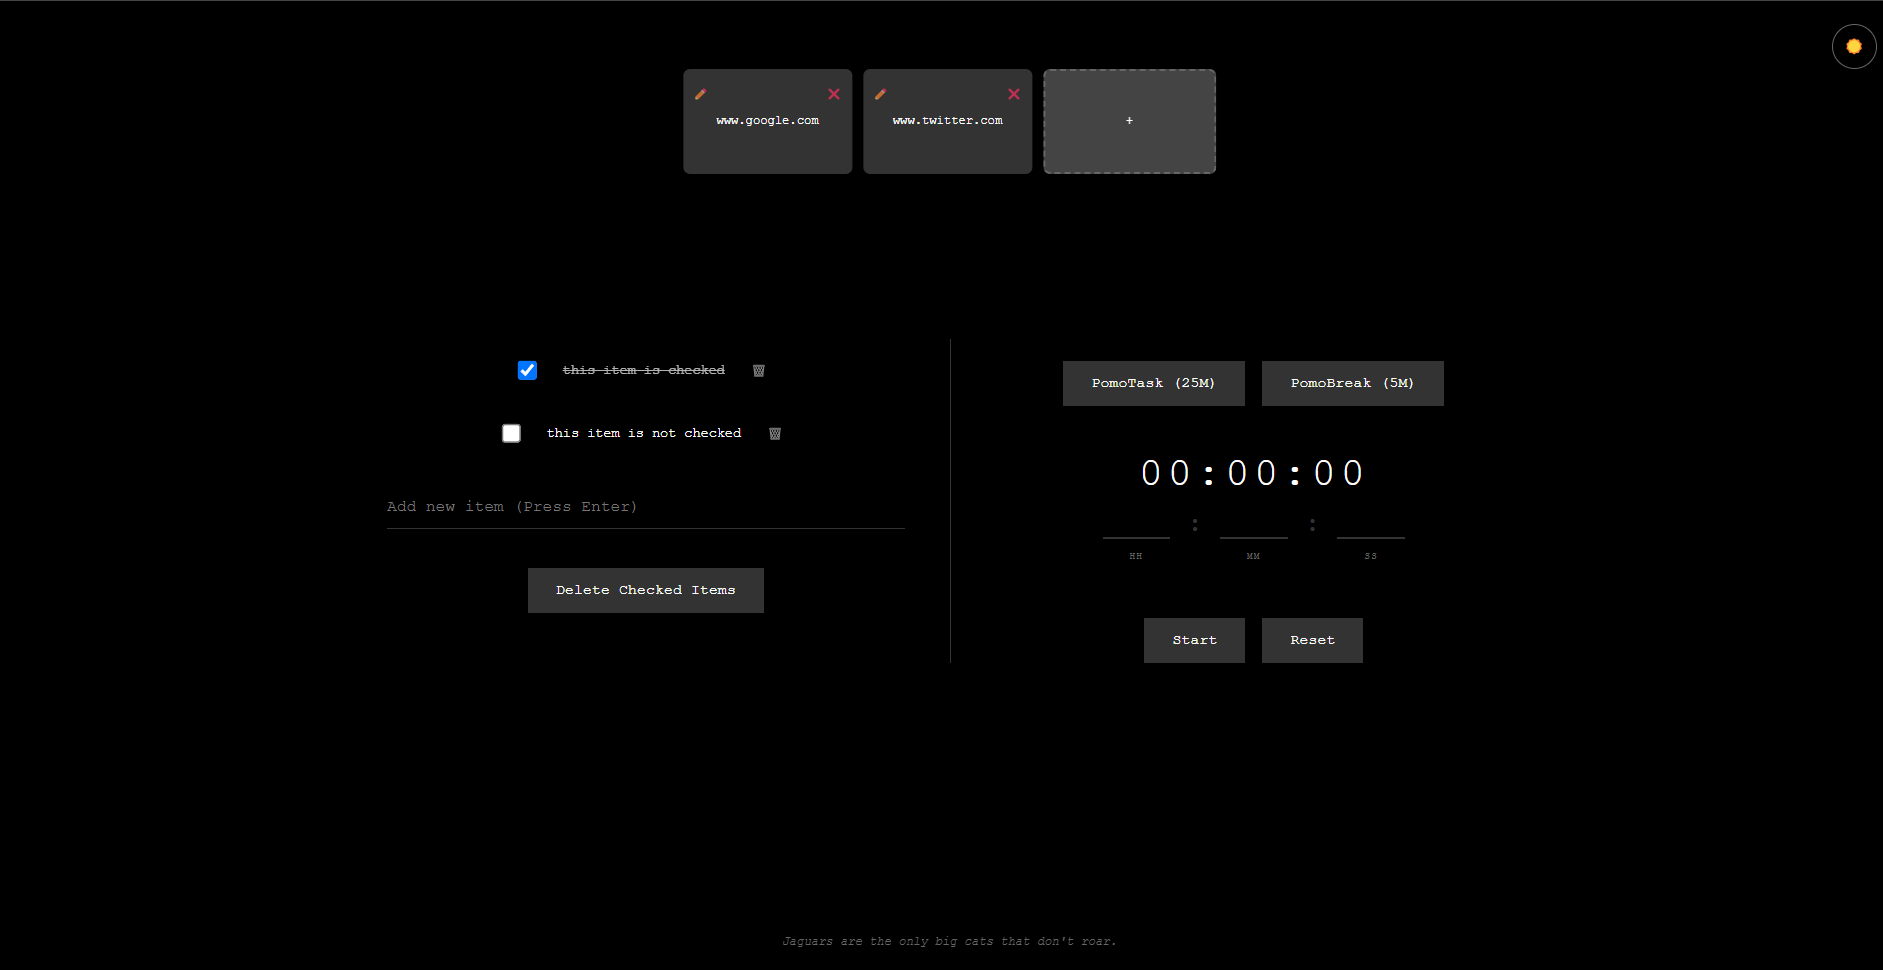 www.google.com
www.twitter.com
+
this item is checked
this item is not checked
Add new item (Press Enter)
Delete Checked Items
PomoTask (25M)
PomoBreak (5M)
00:00:00
: :
HH MM SS
Start
Reset
Jaguars are the only big cats that don't roar.